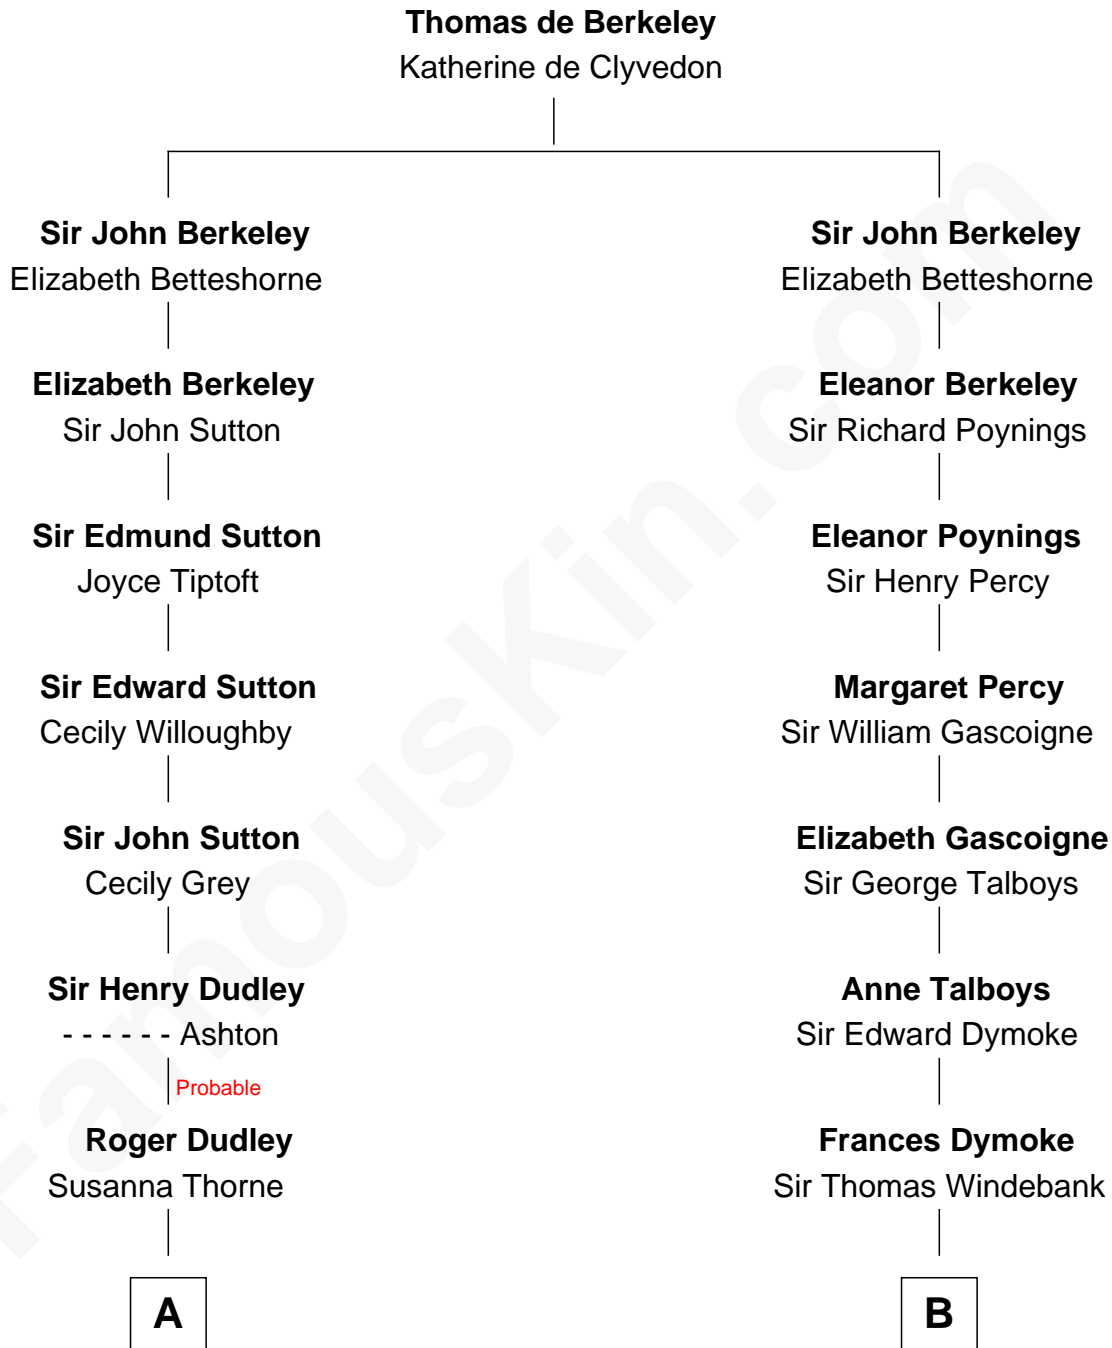 Thomas de Berkeley
Katherine de Clyvedon
Sir John Berkeley
Elizabeth Betteshorne
Sir John Berkeley
Elizabeth Betteshorne
Elizabeth Berkeley
Sir John Sutton
Eleanor Berkeley
Sir Richard Poynings
Sir Edmund Sutton
Joyce Tiptoft
Eleanor Poynings
Sir Henry Percy
Sir Edward Sutton
Cecily Willoughby
Margaret Percy
Sir William Gascoigne
Sir John Sutton
Cecily Grey
Elizabeth Gascoigne
Sir George Talboys
Sir Henry Dudley
- - - - - - Ashton
Anne Talboys
Sir Edward Dymoke
Probable
Roger Dudley
Susanna Thorne
Frances Dymoke
Sir Thomas Windebank
A
B
FamousKin.com